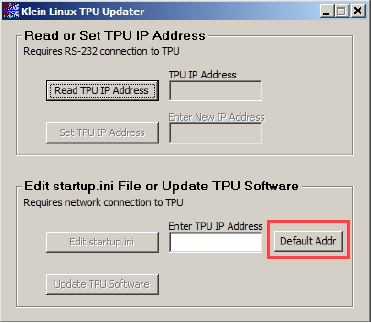 Klein Linux TPU Updater
Read or Set TPU IP Address
Requires RS-232 connection to TPU
TPU IP Address
Read TPU IP Address
Enter New IP Address
Set TPU IP Address
Edit startup.ini File or Update TPU Software
Requires network connection to TPU
Enter TPU IP Address
Edit startup.ini
Default Addr
Update TPU Software